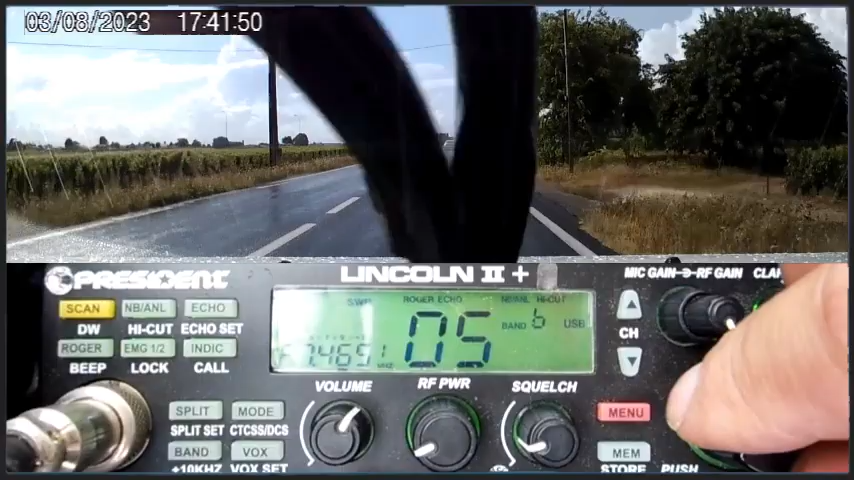 03/08/2023 17:41:50
PRESIDENT
LINCOLN II +
MIC GAIN RF GAIN CLAR
SCAN NB/ANL ECHO
DW HI-CUT ECHO SET
ROGER EMG 1/2 INDIC
BEEP LOCK CALL
ROGER ECHO NB/ANL HI-CUT
05 BAND b USB
CH
VOLUME RF PWR SQUELCH
SPLIT MODE
SPLIT SET CTCSS/DCS
BAND VOX
+10KHZ VOX SET
MENU
MEM
STORE PUSH